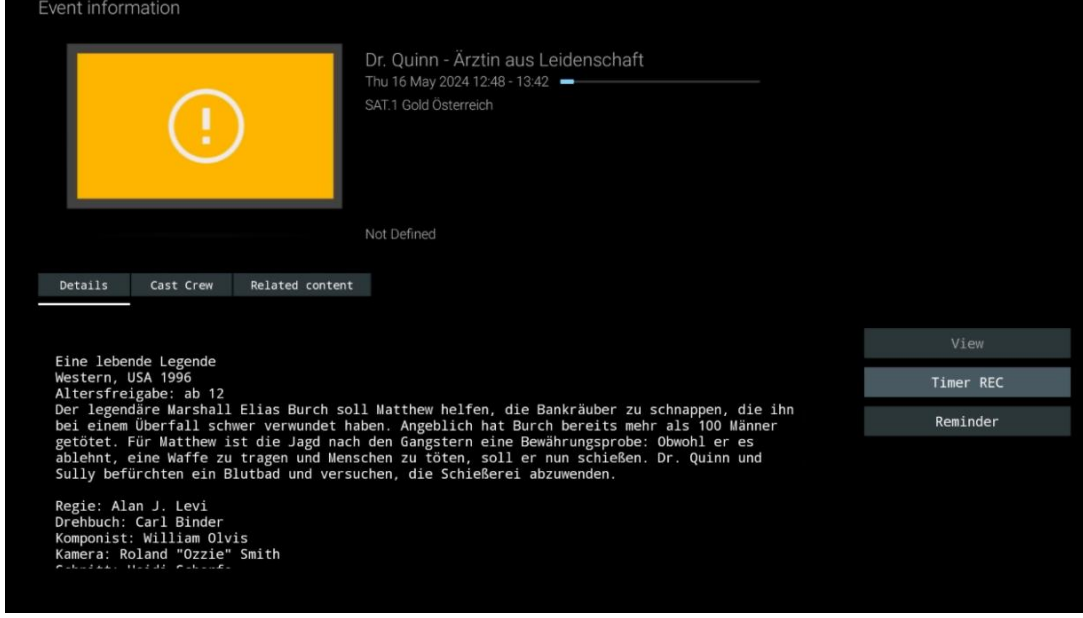 Event information
Dr. Quinn - Ärztin aus Leidenschaft
Thu 16 May 2024 12:48 - 13:42
SAT.1 Gold Österreich
Not Defined
Details Cast Crew Related content
View
Timer REC
Reminder
Eine lebende Legende
Western, USA 1996
Altersfreigabe: ab 12
Der legendäre Marshall Elias Burch soll Matthew helfen, die Bankräuber zu schnappen, die ihn
bei einem Überfall schwer verwundet haben. Angeblich hat Burch bereits mehr als 100 Männer
getötet. Für Matthew ist die Jagd nach den Gangstern eine Bewährungsprobe: Obwohl er es
ablehnt, eine Waffe zu tragen und Menschen zu töten, soll er nun schießen. Dr. Quinn und
Sully befürchten ein Blutbad und versuchen, die Schießerei abzuwenden.
Regie: Alan J. Levi
Drehbuch: Carl Binder
Komponist: William Olvis
Kamera: Roland "Ozzie" Smith